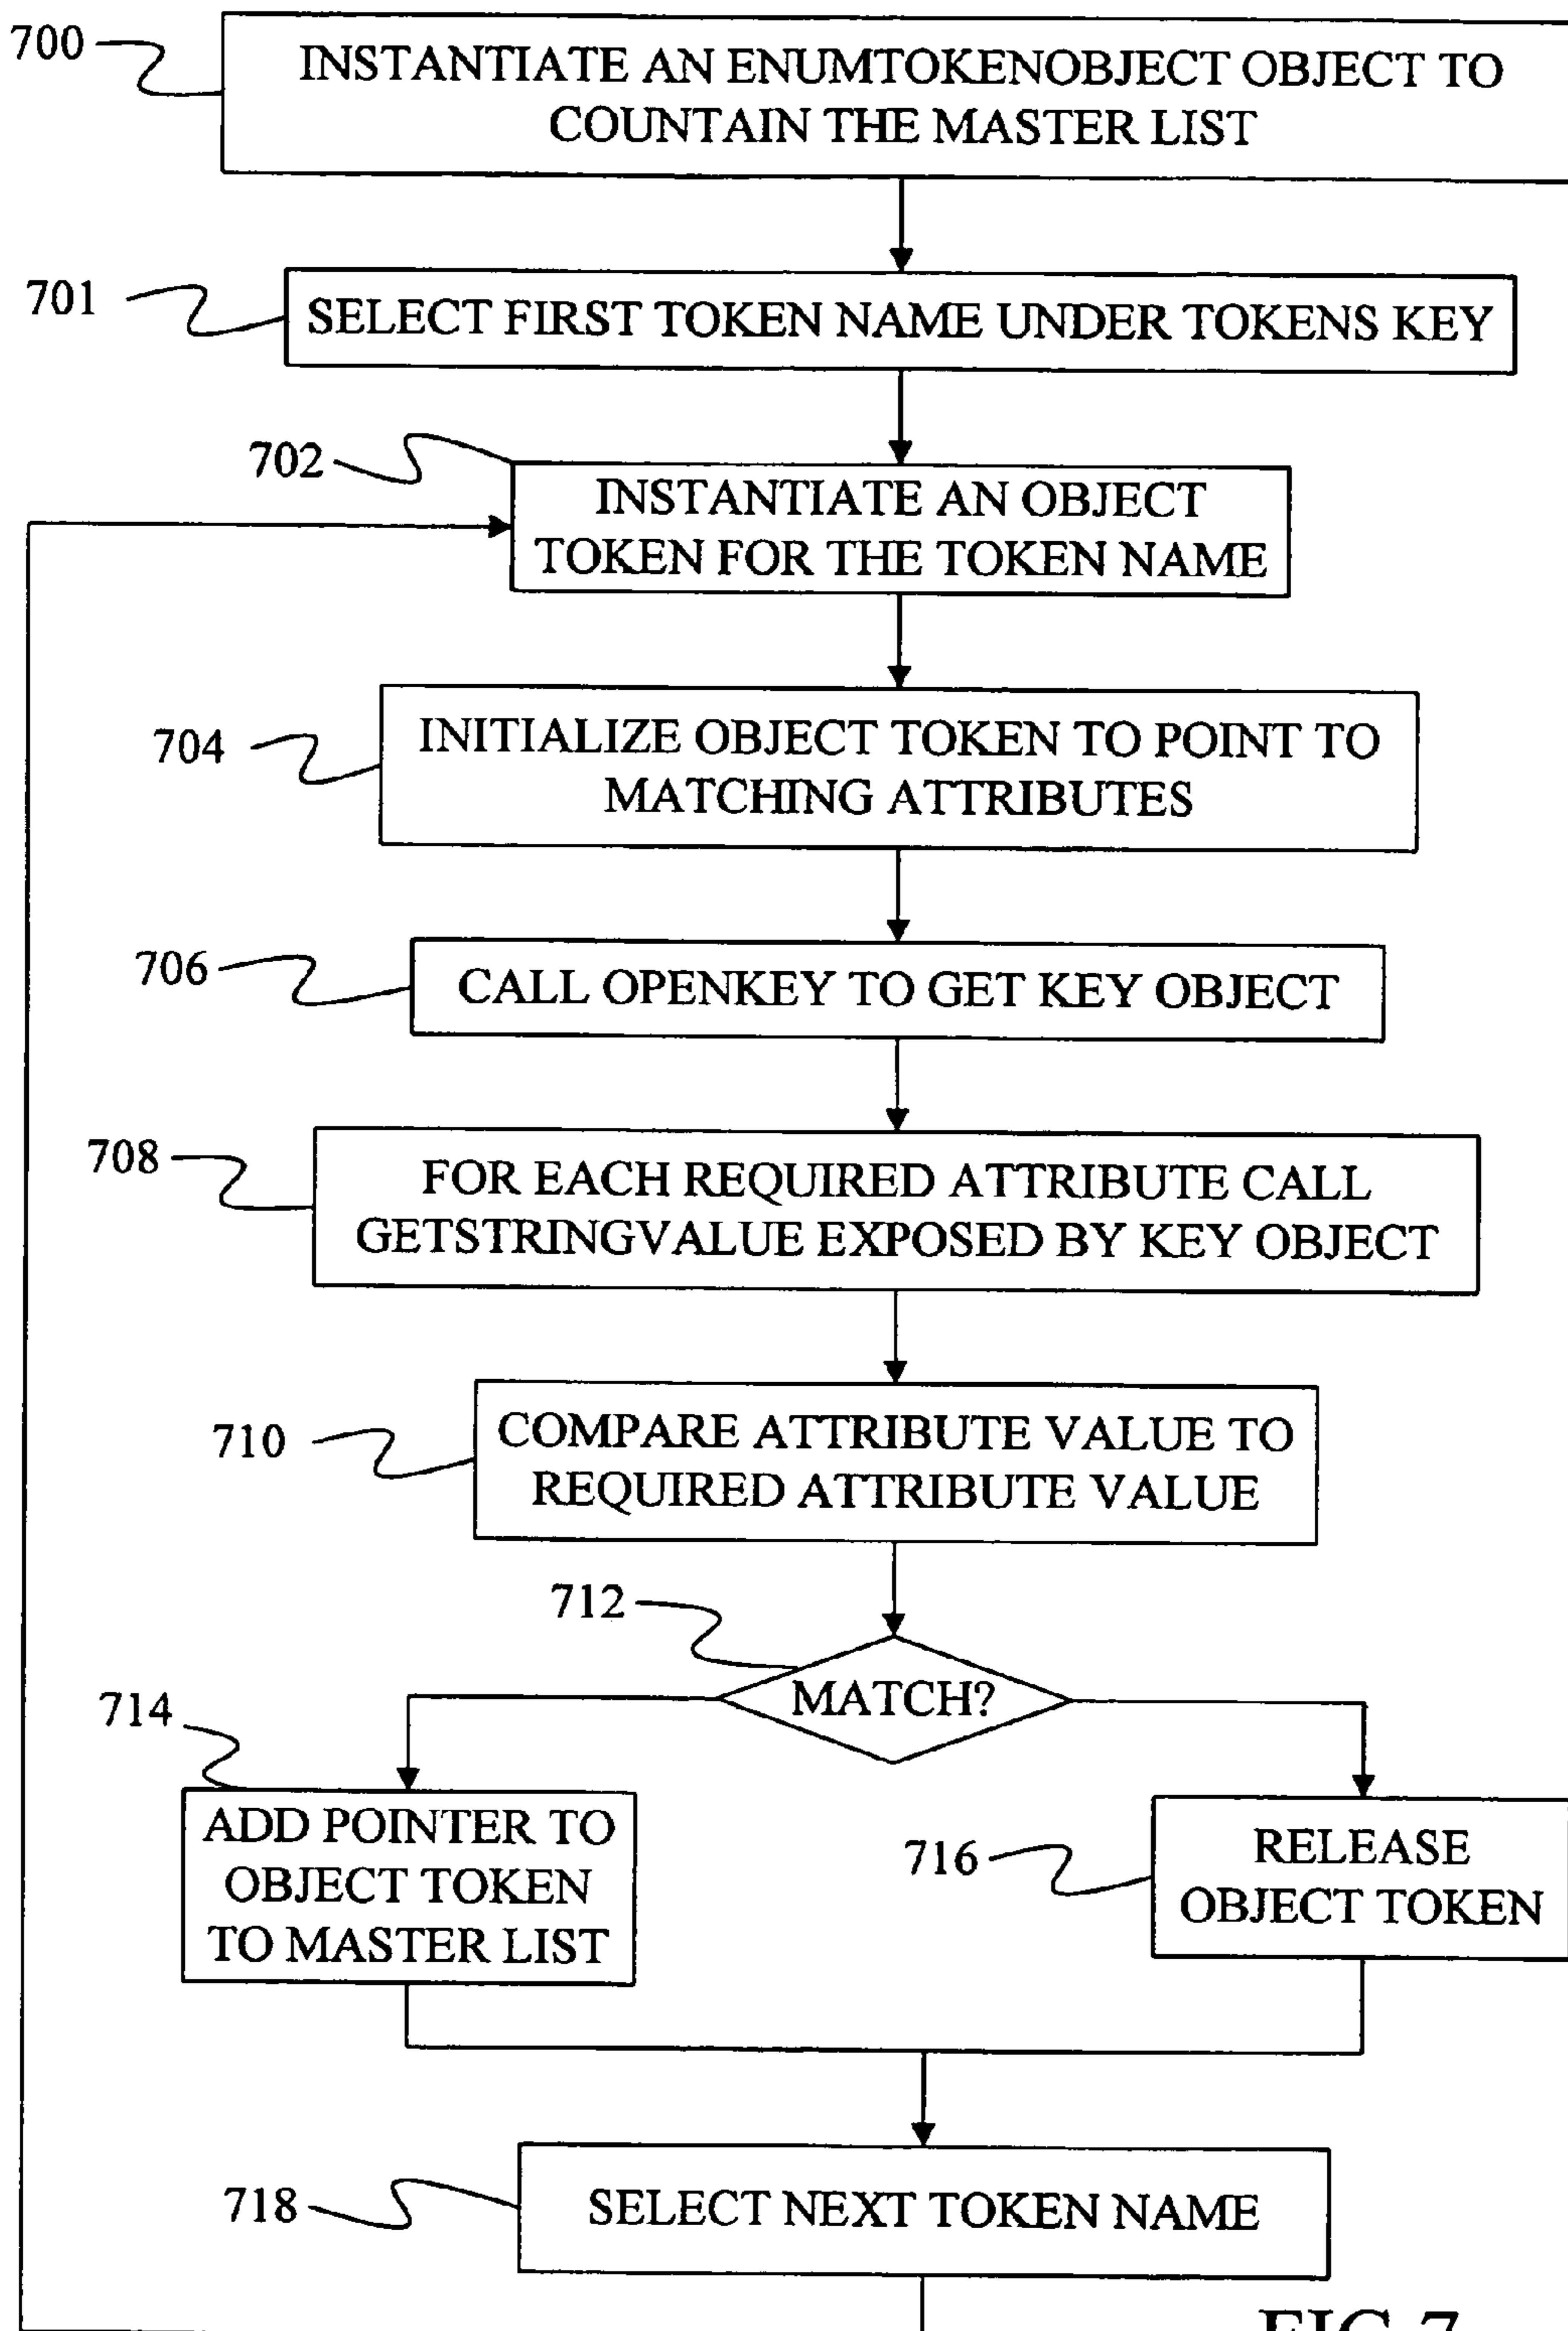 700
INSTANTIATE AN ENUMTOKENOBJECT OBJECT TO
COUNTAIN THE MASTER LIST
701
SELECT FIRST TOKEN NAME UNDER TOKENS KEY
702
INSTANTIATE AN OBJECT
TOKEN FOR THE TOKEN NAME
704
INITIALIZE OBJECT TOKEN TO POINT TO
MATCHING ATTRIBUTES
706
CALL OPENKEY TO GET KEY OBJECT
708
FOR EACH REQUIRED ATTRIBUTE CALL
GETSTRINGVALUE EXPOSED BY KEY OBJECT
710
COMPARE ATTRIBUTE VALUE TO
REQUIRED ATTRIBUTE VALUE
712
MATCH?
714
ADD POINTER TO
OBJECT TOKEN
TO MASTER LIST
716
RELEASE
OBJECT TOKEN
718
SELECT NEXT TOKEN NAME
FIG. 7